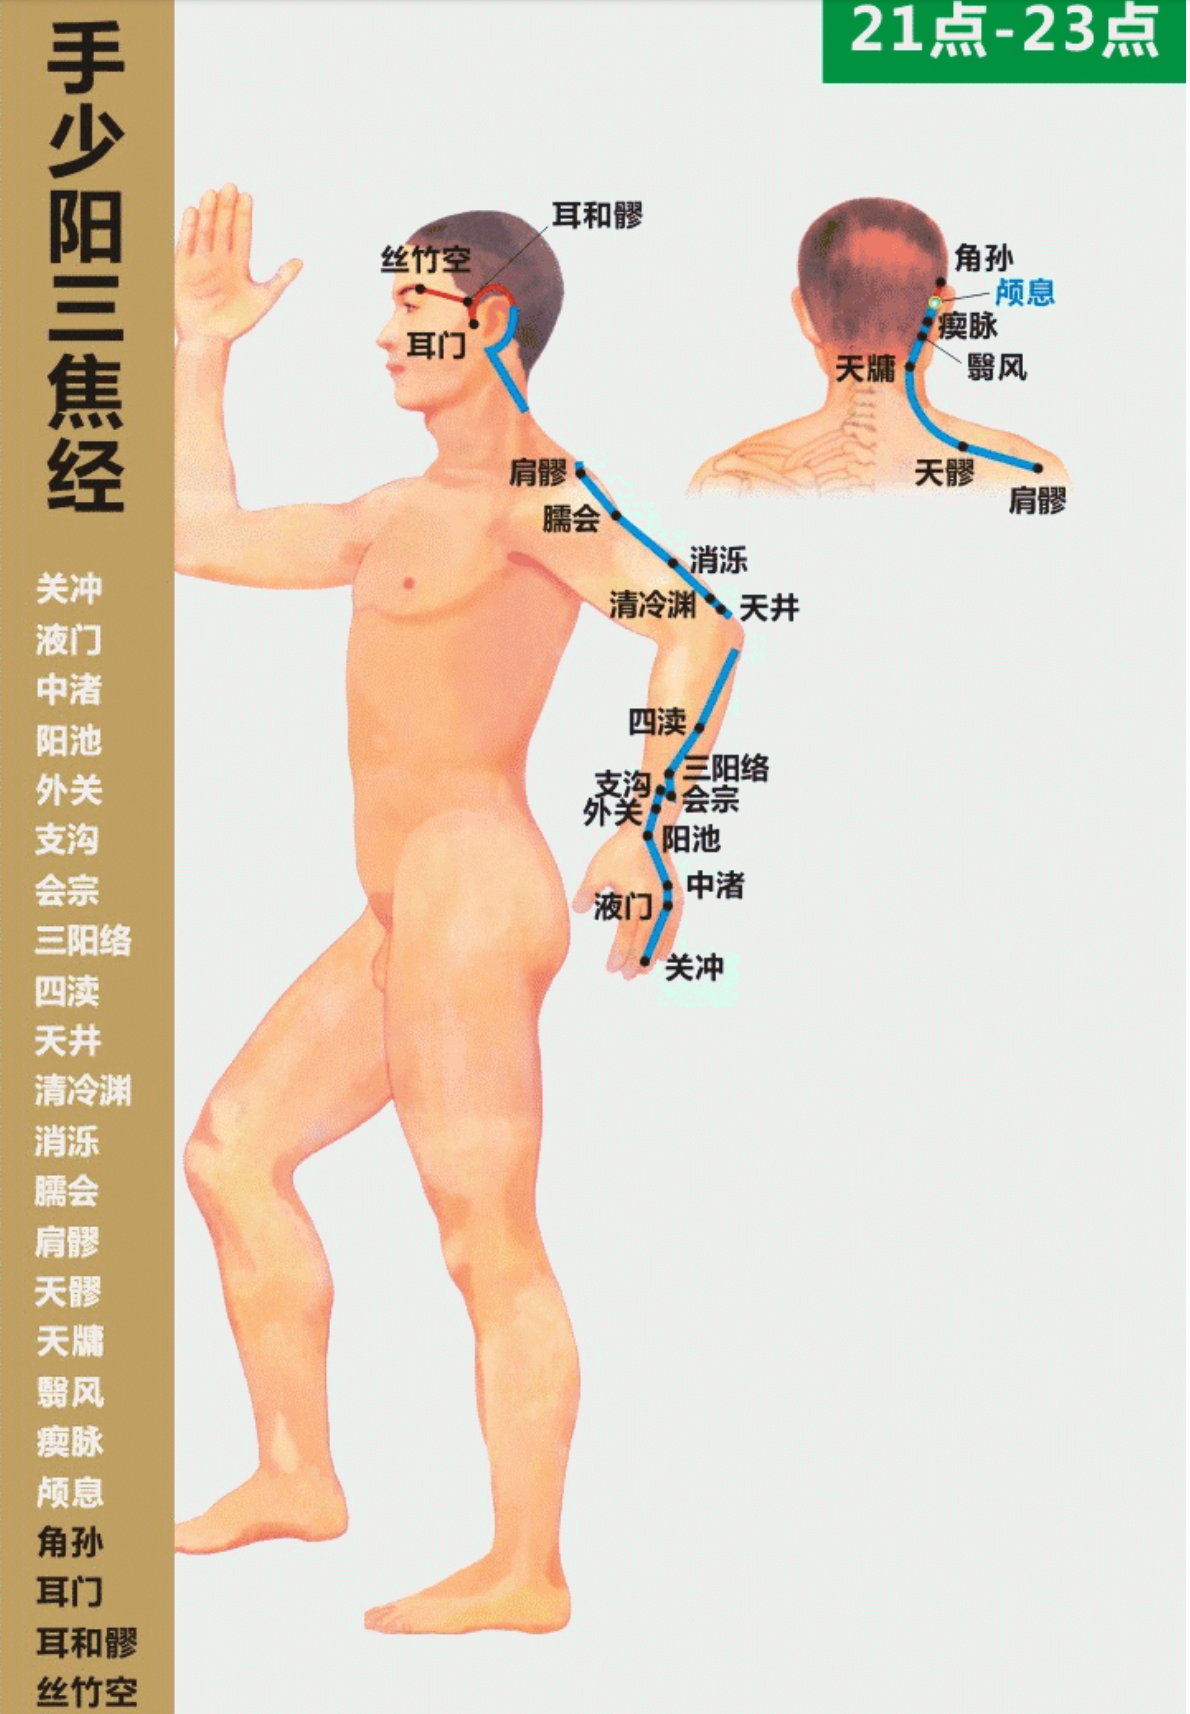 手少阳三焦经
关冲
液门
中渚
阳池
外关
支沟
会宗
三阳络
四渎
天井
清冷渊
消泺
臑会
肩髎
天髎
天牖
翳风
瘈脉
颅息
角孙
耳门
耳和髎
丝竹空
21点-23点
耳和髎
丝竹空
耳门
角孙
颅息
瘈脉
翳风
天牖
天髎
肩髎
肩髎
臑会
消泺
清冷渊
天井
四渎
三阳络
支沟
会宗
外关
阳池
中渚
液门
关冲